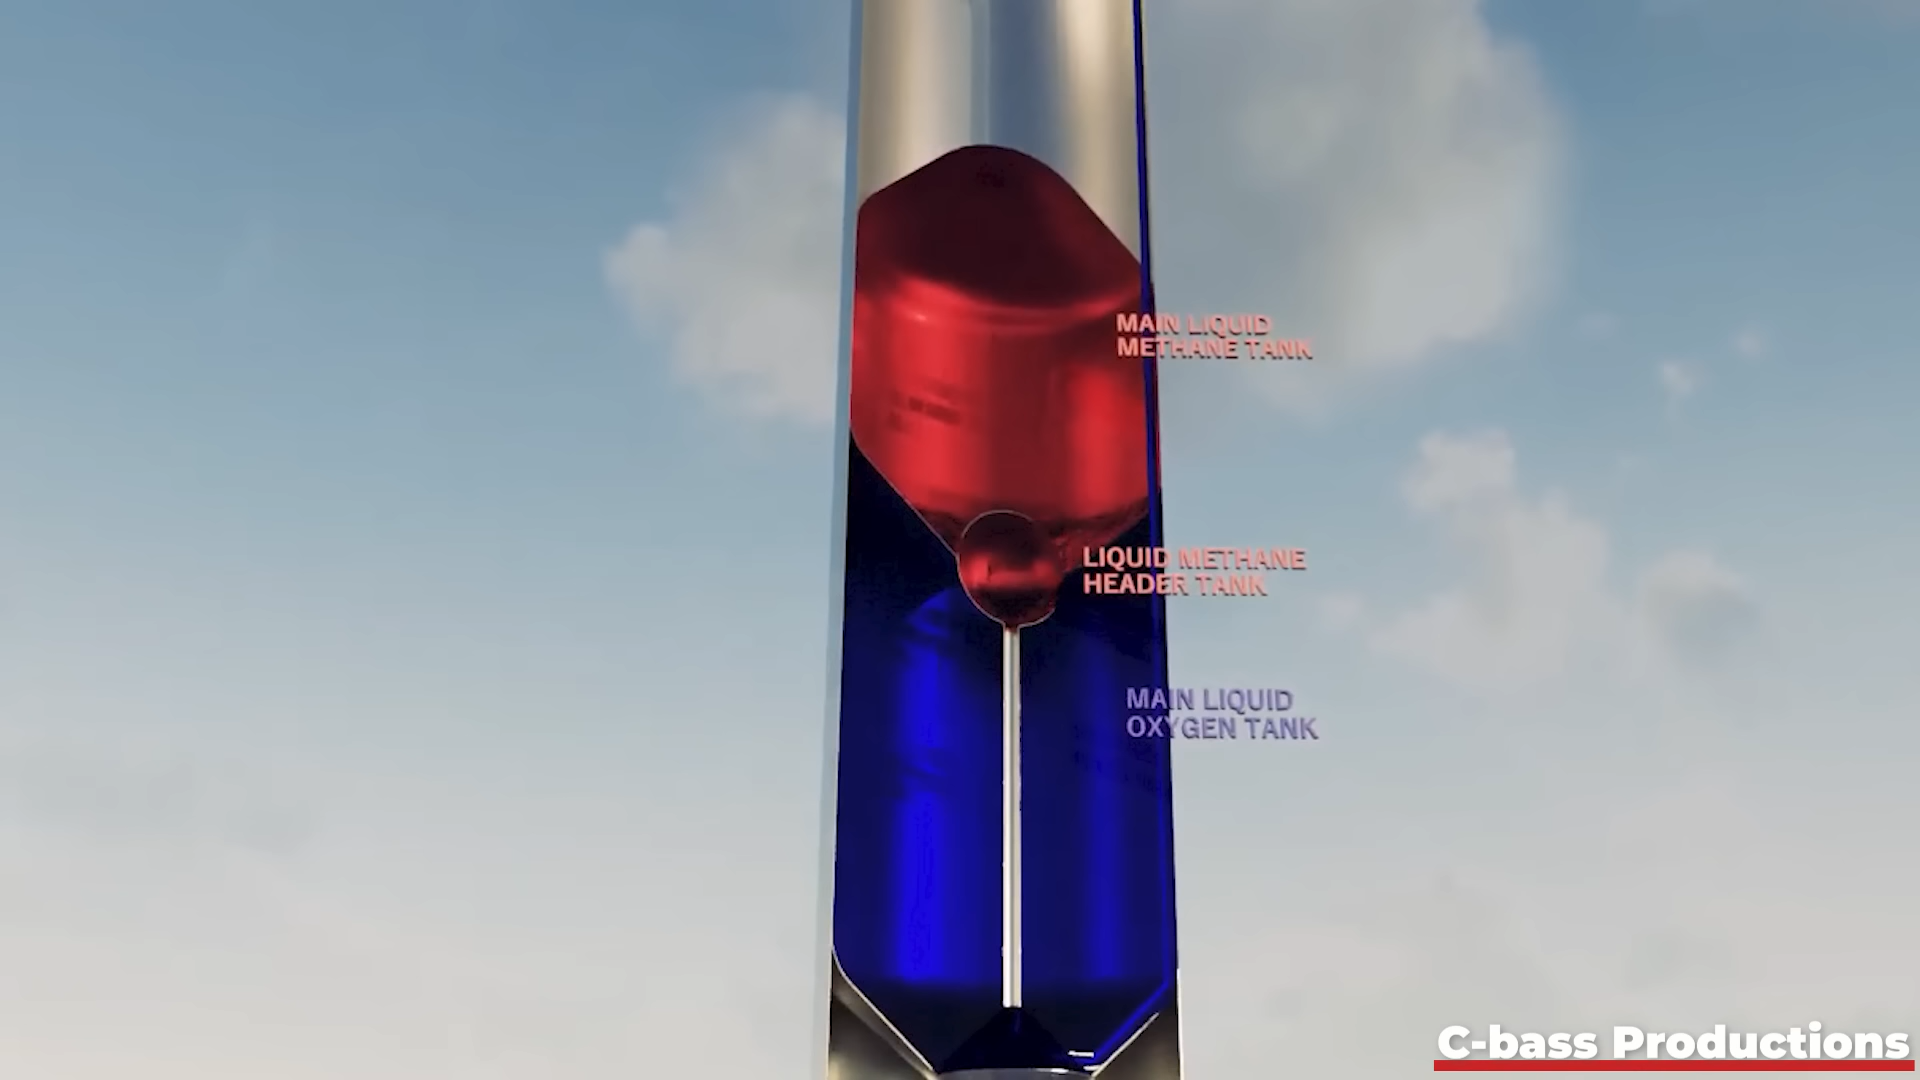 MAIN LIQUID
METHANE TANK
LIQUID METHANE
HEADER TANK
MAIN LIQUID
OXYGEN TANK
C-bass Productions